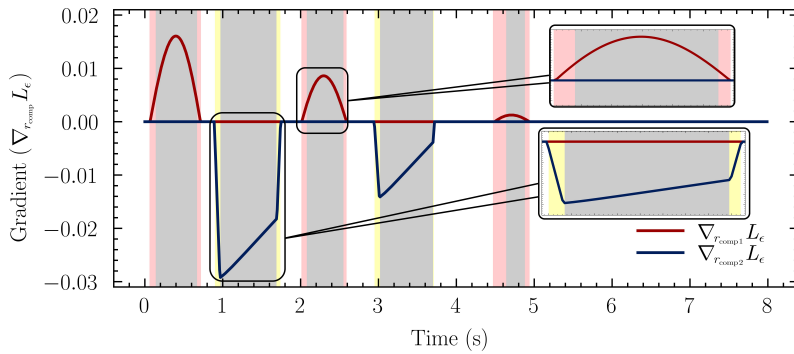 0.02
0.01
0.00
−0.01
−0.02
−0.03
Gradient (∇r_comp L_ϵ)
∇r_comp1 L_ϵ
∇r_comp2 L_ϵ
0 1 2 3 4 5 6 7 8
Time (s)